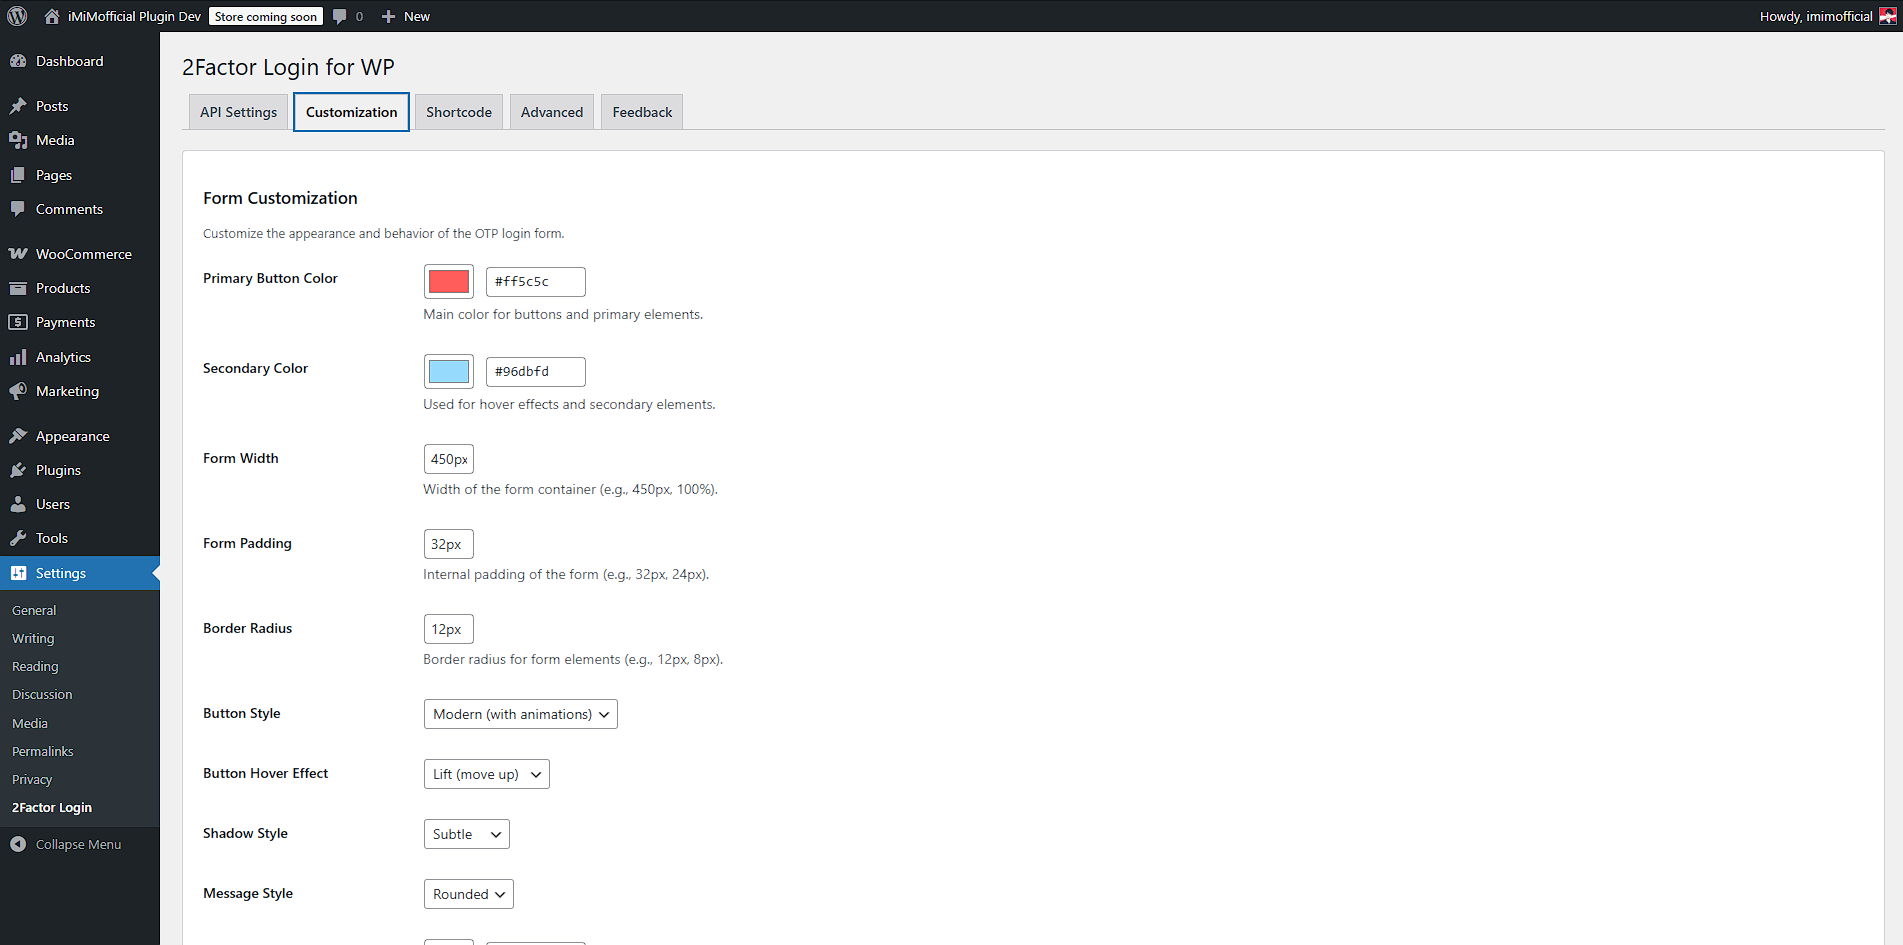 iMiMofficial Plugin Dev Store coming soon 0 New Howdy, imimofficial
Dashboard
Posts
Media
Pages
Comments
WooCommerce
Products
Payments
Analytics
Marketing
Appearance
Plugins
Users
Tools
Settings
General
Writing
Reading
Discussion
Media
Permalinks
Privacy
2Factor Login
Collapse Menu
2Factor Login for WP
API Settings Customization Shortcode Advanced Feedback
Form Customization
Customize the appearance and behavior of the OTP login form.
Primary Button Color #ff5c5c
Main color for buttons and primary elements.
Secondary Color #96dbfd
Used for hover effects and secondary elements.
Form Width 450px
Width of the form container (e.g., 450px, 100%).
Form Padding 32px
Internal padding of the form (e.g., 32px, 24px).
Border Radius 12px
Border radius for form elements (e.g., 12px, 8px).
Button Style Modern (with animations)
Button Hover Effect Lift (move up)
Shadow Style Subtle
Message Style Rounded